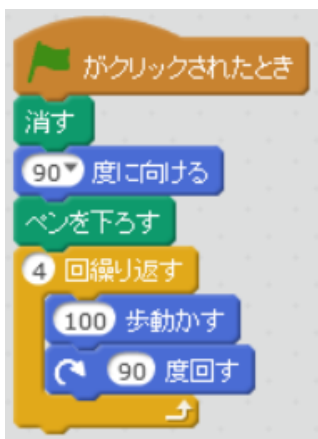 がクリックされたとき
消す
90 度に向ける
ペンを下ろす
4 回繰り返す
100 歩動かす
90 度回す